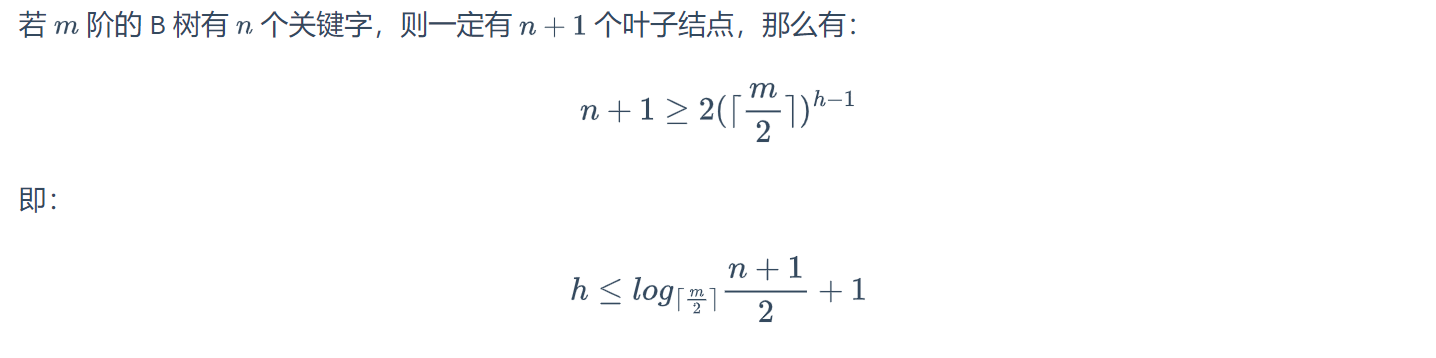 若 m 阶的 B 树有 n 个关键字，则一定有 n + 1 个叶子结点，那么有：
n + 1 ≥ 2(⌈m/2⌉)^{h−1}
即：
h ≤ log_{⌈m/2⌉} (n + 1)/2 + 1